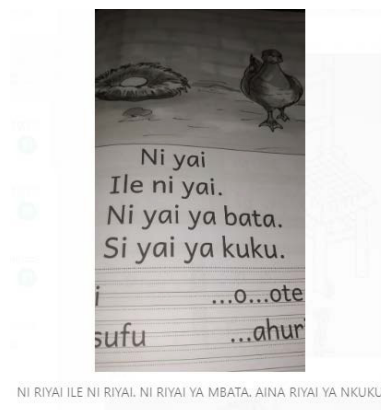 Ni yai
Ile ni yai.
Ni yai ya bata.
Si yai ya kuku.
i ...o...ote
sufu ...ahuri
NI RIYAI ILE NI RIYAI. NI RIYAI YA MBATA. AINA RIYAI YA NKUKU